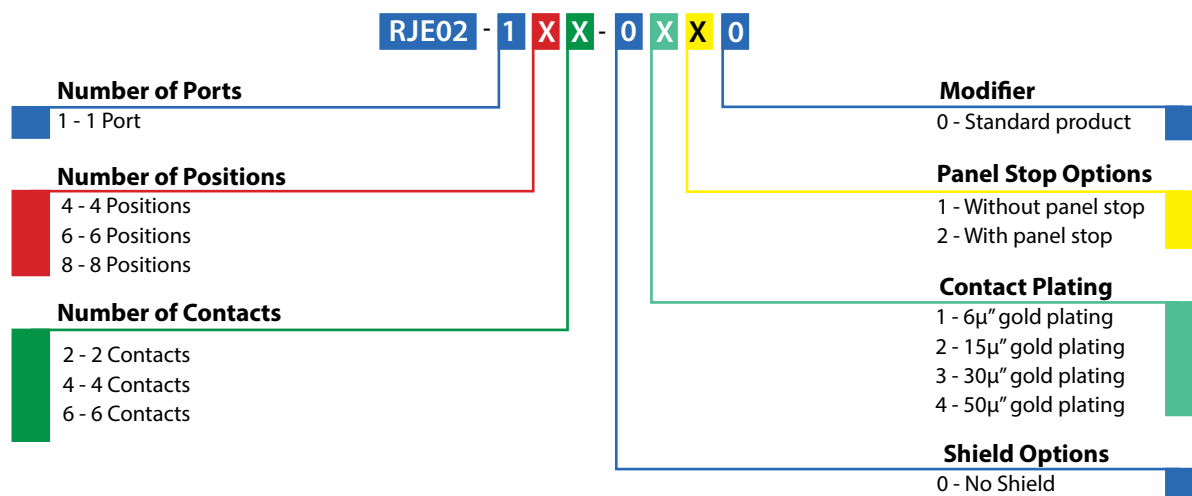 RJE02 - 1 X X - 0 X X 0
Number of Ports
1 - 1 Port
Number of Positions
4 - 4 Positions
6 - 6 Positions
8 - 8 Positions
Number of Contacts
2 - 2 Contacts
4 - 4 Contacts
6 - 6 Contacts
Modifier
0 - Standard product
Panel Stop Options
1 - Without panel stop
2 - With panel stop
Contact Plating
1 - 6µ” gold plating
2 - 15µ” gold plating
3 - 30µ” gold plating
4 - 50µ” gold plating
Shield Options
0 - No Shield